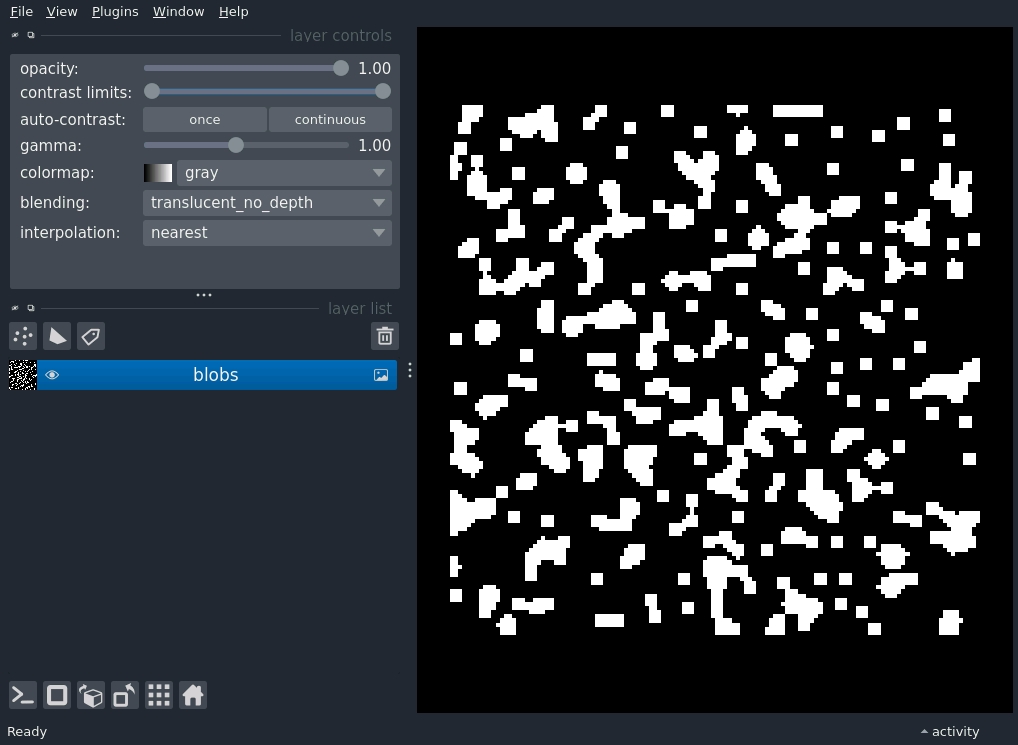 File View Plugins Window Help
layer controls
opacity: 1.00
contrast limits:
auto-contrast: once continuous
gamma: 1.00
colormap: gray
blending: translucent_no_depth
interpolation: nearest
layer list
blobs
Ready activity